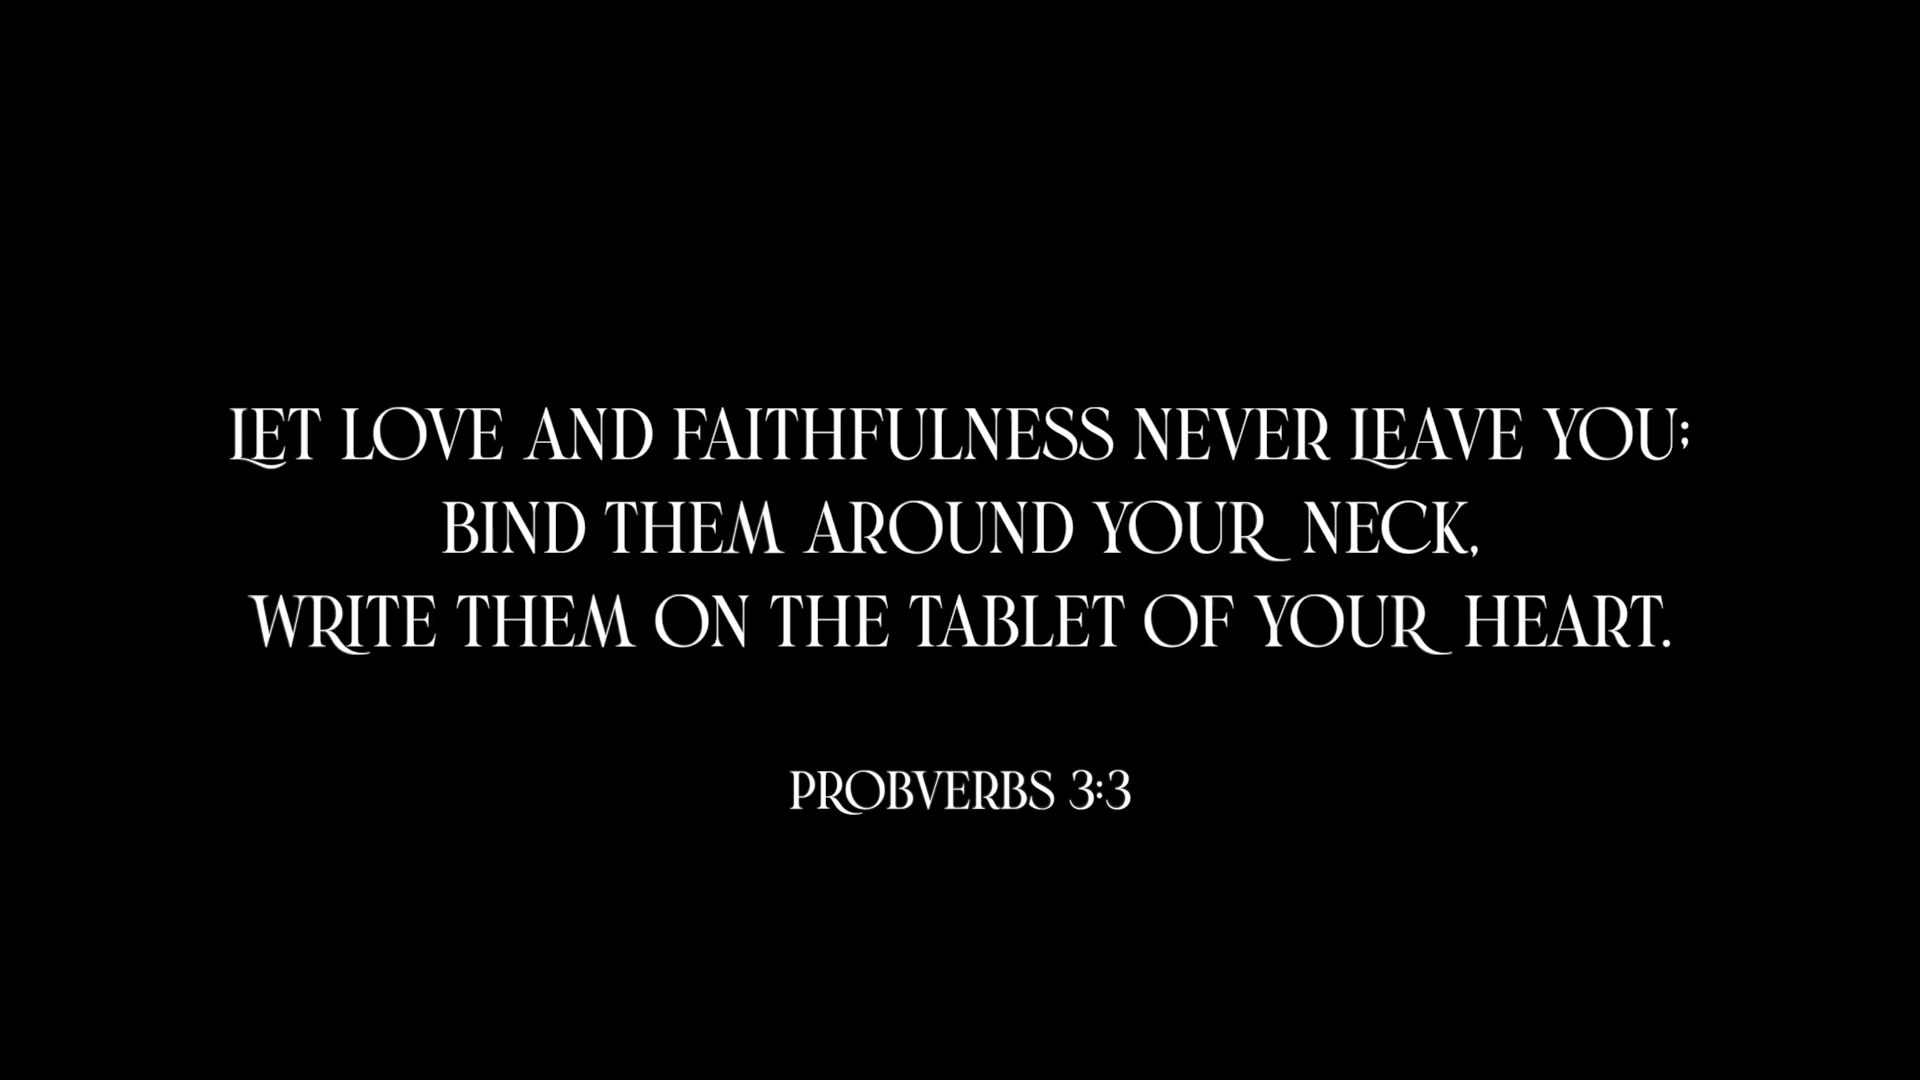 LET LOVE AND FAITHFULNESS NEVER LEAVE YOU;
BIND THEM AROUND YOUR NECK,
WRITE THEM ON THE TABLET OF YOUR HEART.
PROBVERBS 3:3